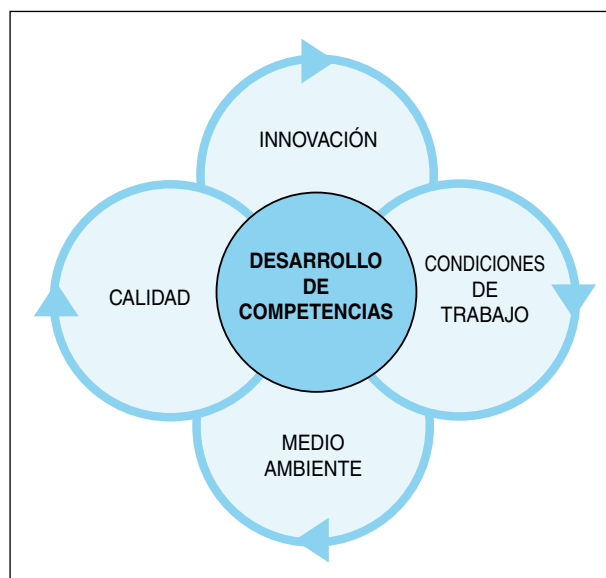 INNOVACIÓN
DESARROLLO
DE
COMPETENCIAS
CONDICIONES
DE
TRABAJO
CALIDAD
MEDIO
AMBIENTE